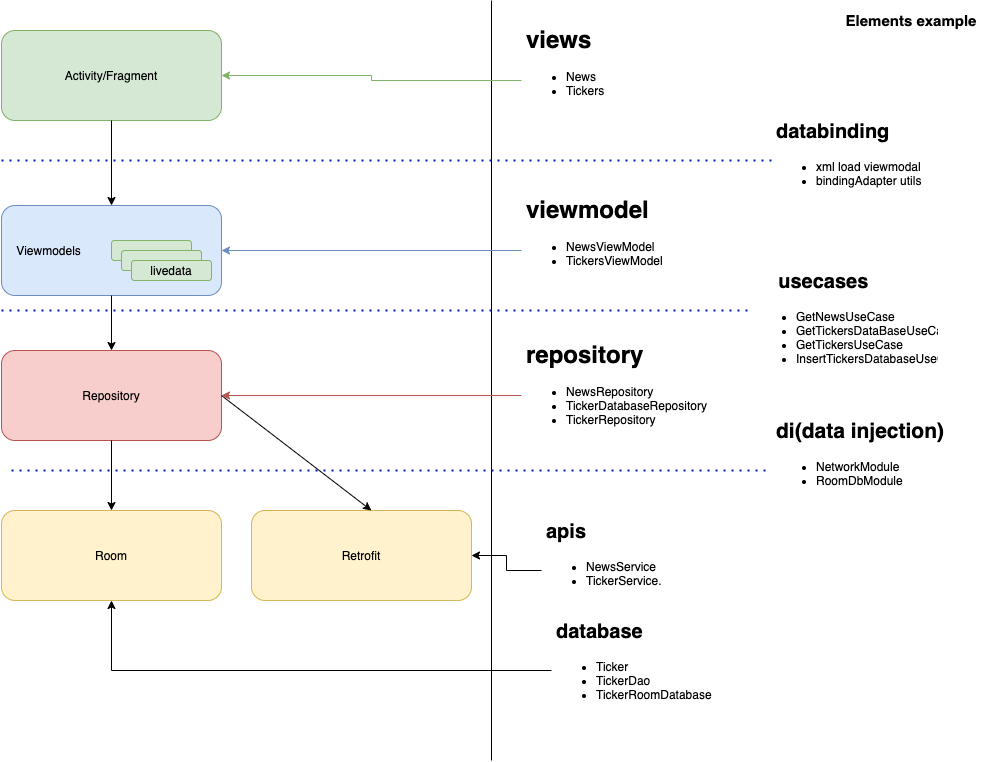 Elements example
views
Activity/Fragment
News
Tickers
databinding
xml load viewmodal
bindingAdapter utils
viewmodel
Viewmodels
livedata
NewsViewModel
TickersViewModel
usecases
GetNewsUseCase
GetTickersDataBaseUseCa
GetTickersUseCase
InsertTickersDatabaseUse
repository
Repository
NewsRepository
TickerDatabaseRepository
TickerRepository
di(data injection)
NetworkModule
RoomDbModule
apis
Room
Retrofit
NewsService
TickerService.
database
Ticker
TickerDao
TickerRoomDatabase